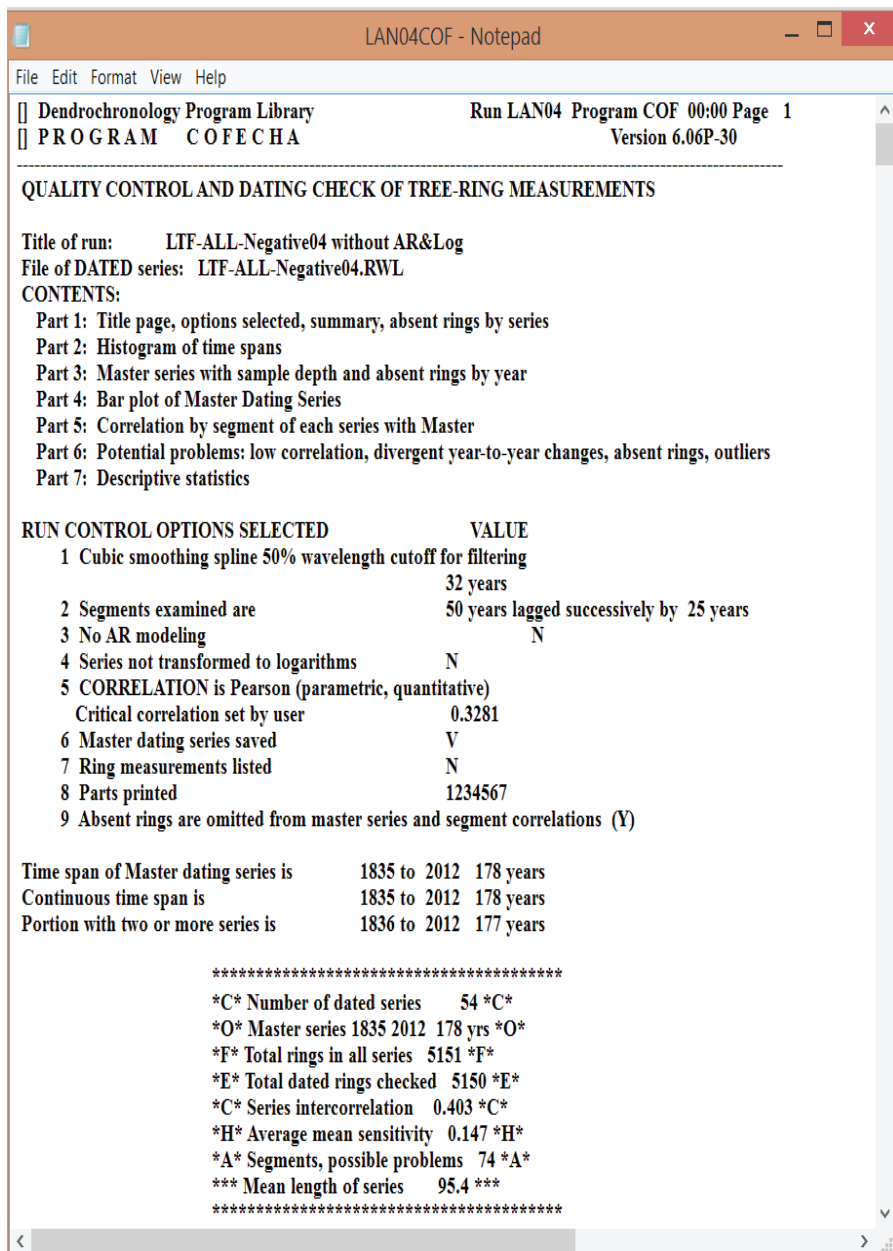 LAN04COF - Notepad
File Edit Format View Help
[] Dendrochronology Program Library Run LAN04 Program COF 00:00 Page 1
[] P R O G R A M C O F E C H A Version 6.06P-30
QUALITY CONTROL AND DATING CHECK OF TREE-RING MEASUREMENTS
Title of run: LTF-ALL-Negative04 without AR&Log
File of DATED series: LTF-ALL-Negative04.RWL
CONTENTS:
Part 1: Title page, options selected, summary, absent rings by series
Part 2: Histogram of time spans
Part 3: Master series with sample depth and absent rings by year
Part 4: Bar plot of Master Dating Series
Part 5: Correlation by segment of each series with Master
Part 6: Potential problems: low correlation, divergent year-to-year changes, absent rings, outliers
Part 7: Descriptive statistics
RUN CONTROL OPTIONS SELECTED VALUE
1 Cubic smoothing spline 50% wavelength cutoff for filtering
32 years
2 Segments examined are 50 years lagged successively by 25 years
3 No AR modeling N
4 Series not transformed to logarithms N
5 CORRELATION is Pearson (parametric, quantitative)
Critical correlation set by user 0.3281
6 Master dating series saved V
7 Ring measurements listed N
8 Parts printed 1234567
9 Absent rings are omitted from master series and segment correlations (Y)
Time span of Master dating series is 1835 to 2012 178 years
Continuous time span is 1835 to 2012 178 years
Portion with two or more series is 1836 to 2012 177 years
****************************************
*C* Number of dated series 54 *C*
*O* Master series 1835 2012 178 yrs *O*
*F* Total rings in all series 5151 *F*
*E* Total dated rings checked 5150 *E*
*C* Series intercorrelation 0.403 *C*
*H* Average mean sensitivity 0.147 *H*
*A* Segments, possible problems 74 *A*
*** Mean length of series 95.4 ***
****************************************